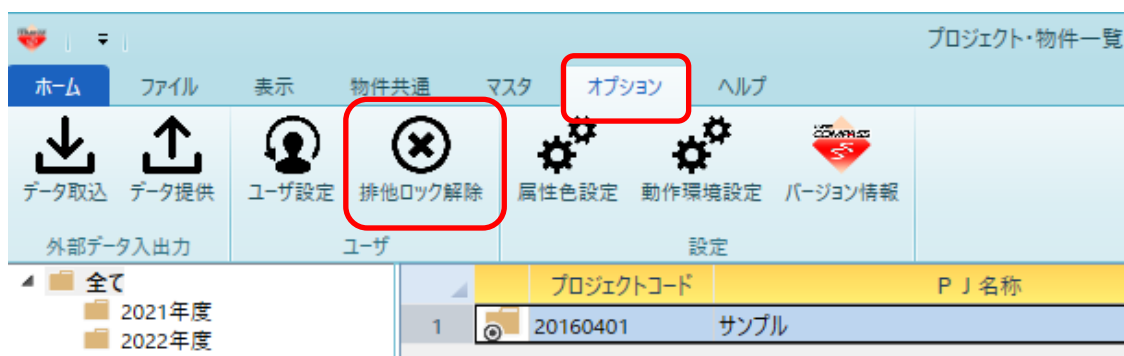 プロジェクト・物件一覧
ホーム ファイル 表示 物件共通 マスタ オプション ヘルプ
データ取込 データ提供 ユーザ設定 排他ロック解除 属性色設定 動作環境設定 バージョン情報
外部データ入出力 ユーザ 設定
全て
2021年度
2022年度
プロジェクトコード ＰＪ名称
1 20160401 サンプル